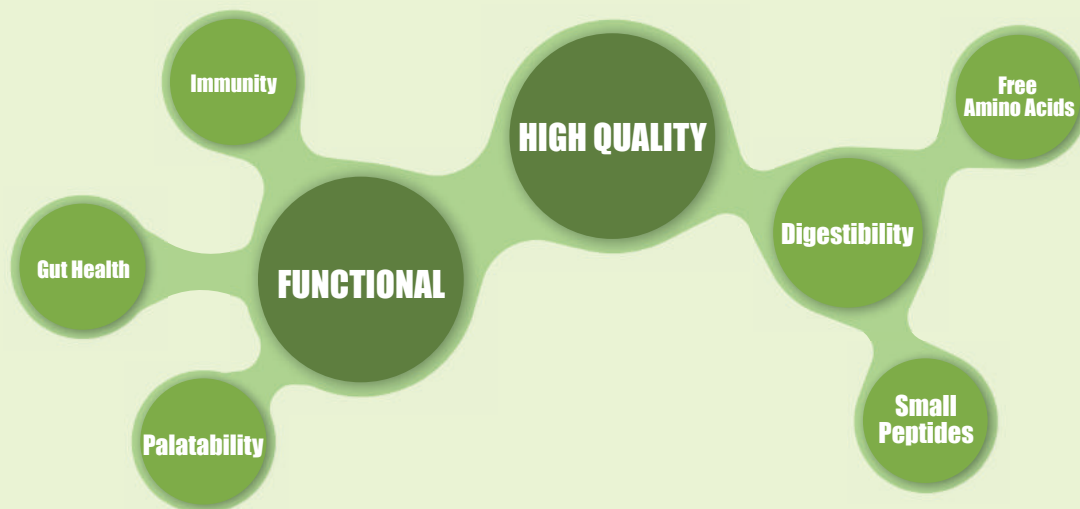 Immunity
Gut Health
Palatability
FUNCTIONAL
HIGH QUALITY
Digestibility
Free
Amino Acids
Small
Peptides